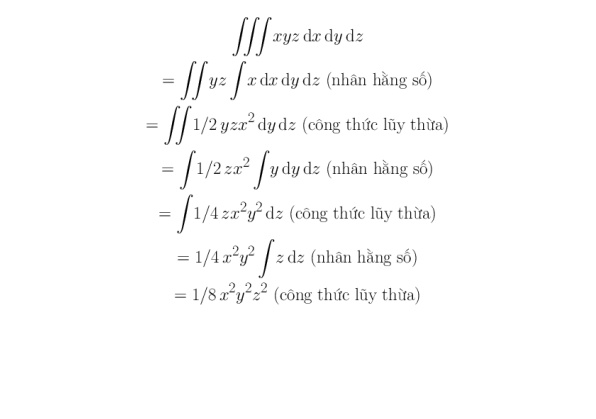 ∭ xyz dx dy dz
= ∬ yz ∫ x dx dy dz (nhân hằng số)
= ∬ 1/2 yzx² dy dz (công thức lũy thừa)
= ∫ 1/2 zx² ∫ y dy dz (nhân hằng số)
= ∫ 1/4 zx²y² dz (công thức lũy thừa)
= 1/4 x²y² ∫ z dz (nhân hằng số)
= 1/8 x²y²z² (công thức lũy thừa)